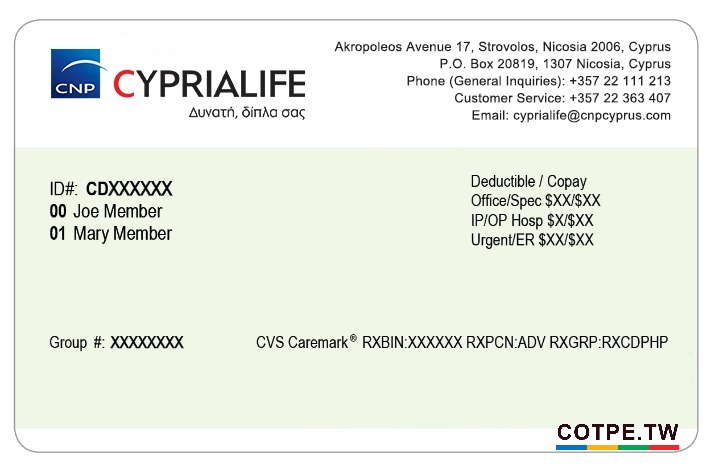 CNP
CYPRIALIFE
Δυνατή, δίπλα σας
Akropoleos Avenue 17, Strovolos, Nicosia 2006, Cyprus
P.O. Box 20819, 1307 Nicosia, Cyprus
Phone (General Inquiries): +357 22 111 213
Customer Service: +357 22 363 407
Email: cyprialife@cnpcyprus.com
ID#: CDXXXXXX
00 Joe Member
01 Mary Member
Deductible / Copay
Office/Spec $XX/$XX
IP/OP Hosp $X/$XX
Urgent/ER $XX/$XX
Group #: XXXXXXXX
CVS Caremark® RXBIN:XXXXXX RXPCN:ADV RXGRP:RXCDPHP
COTPE.TW